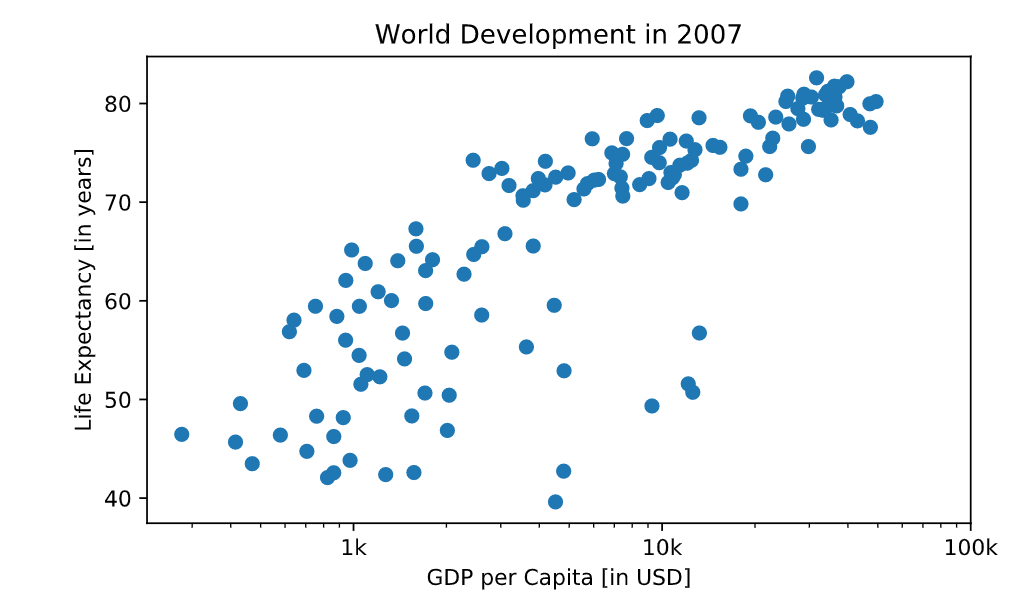 World Development in 2007
Life Expectancy [in years]
80
70
60
50
40
1k
10k
100k
GDP per Capita [in USD]